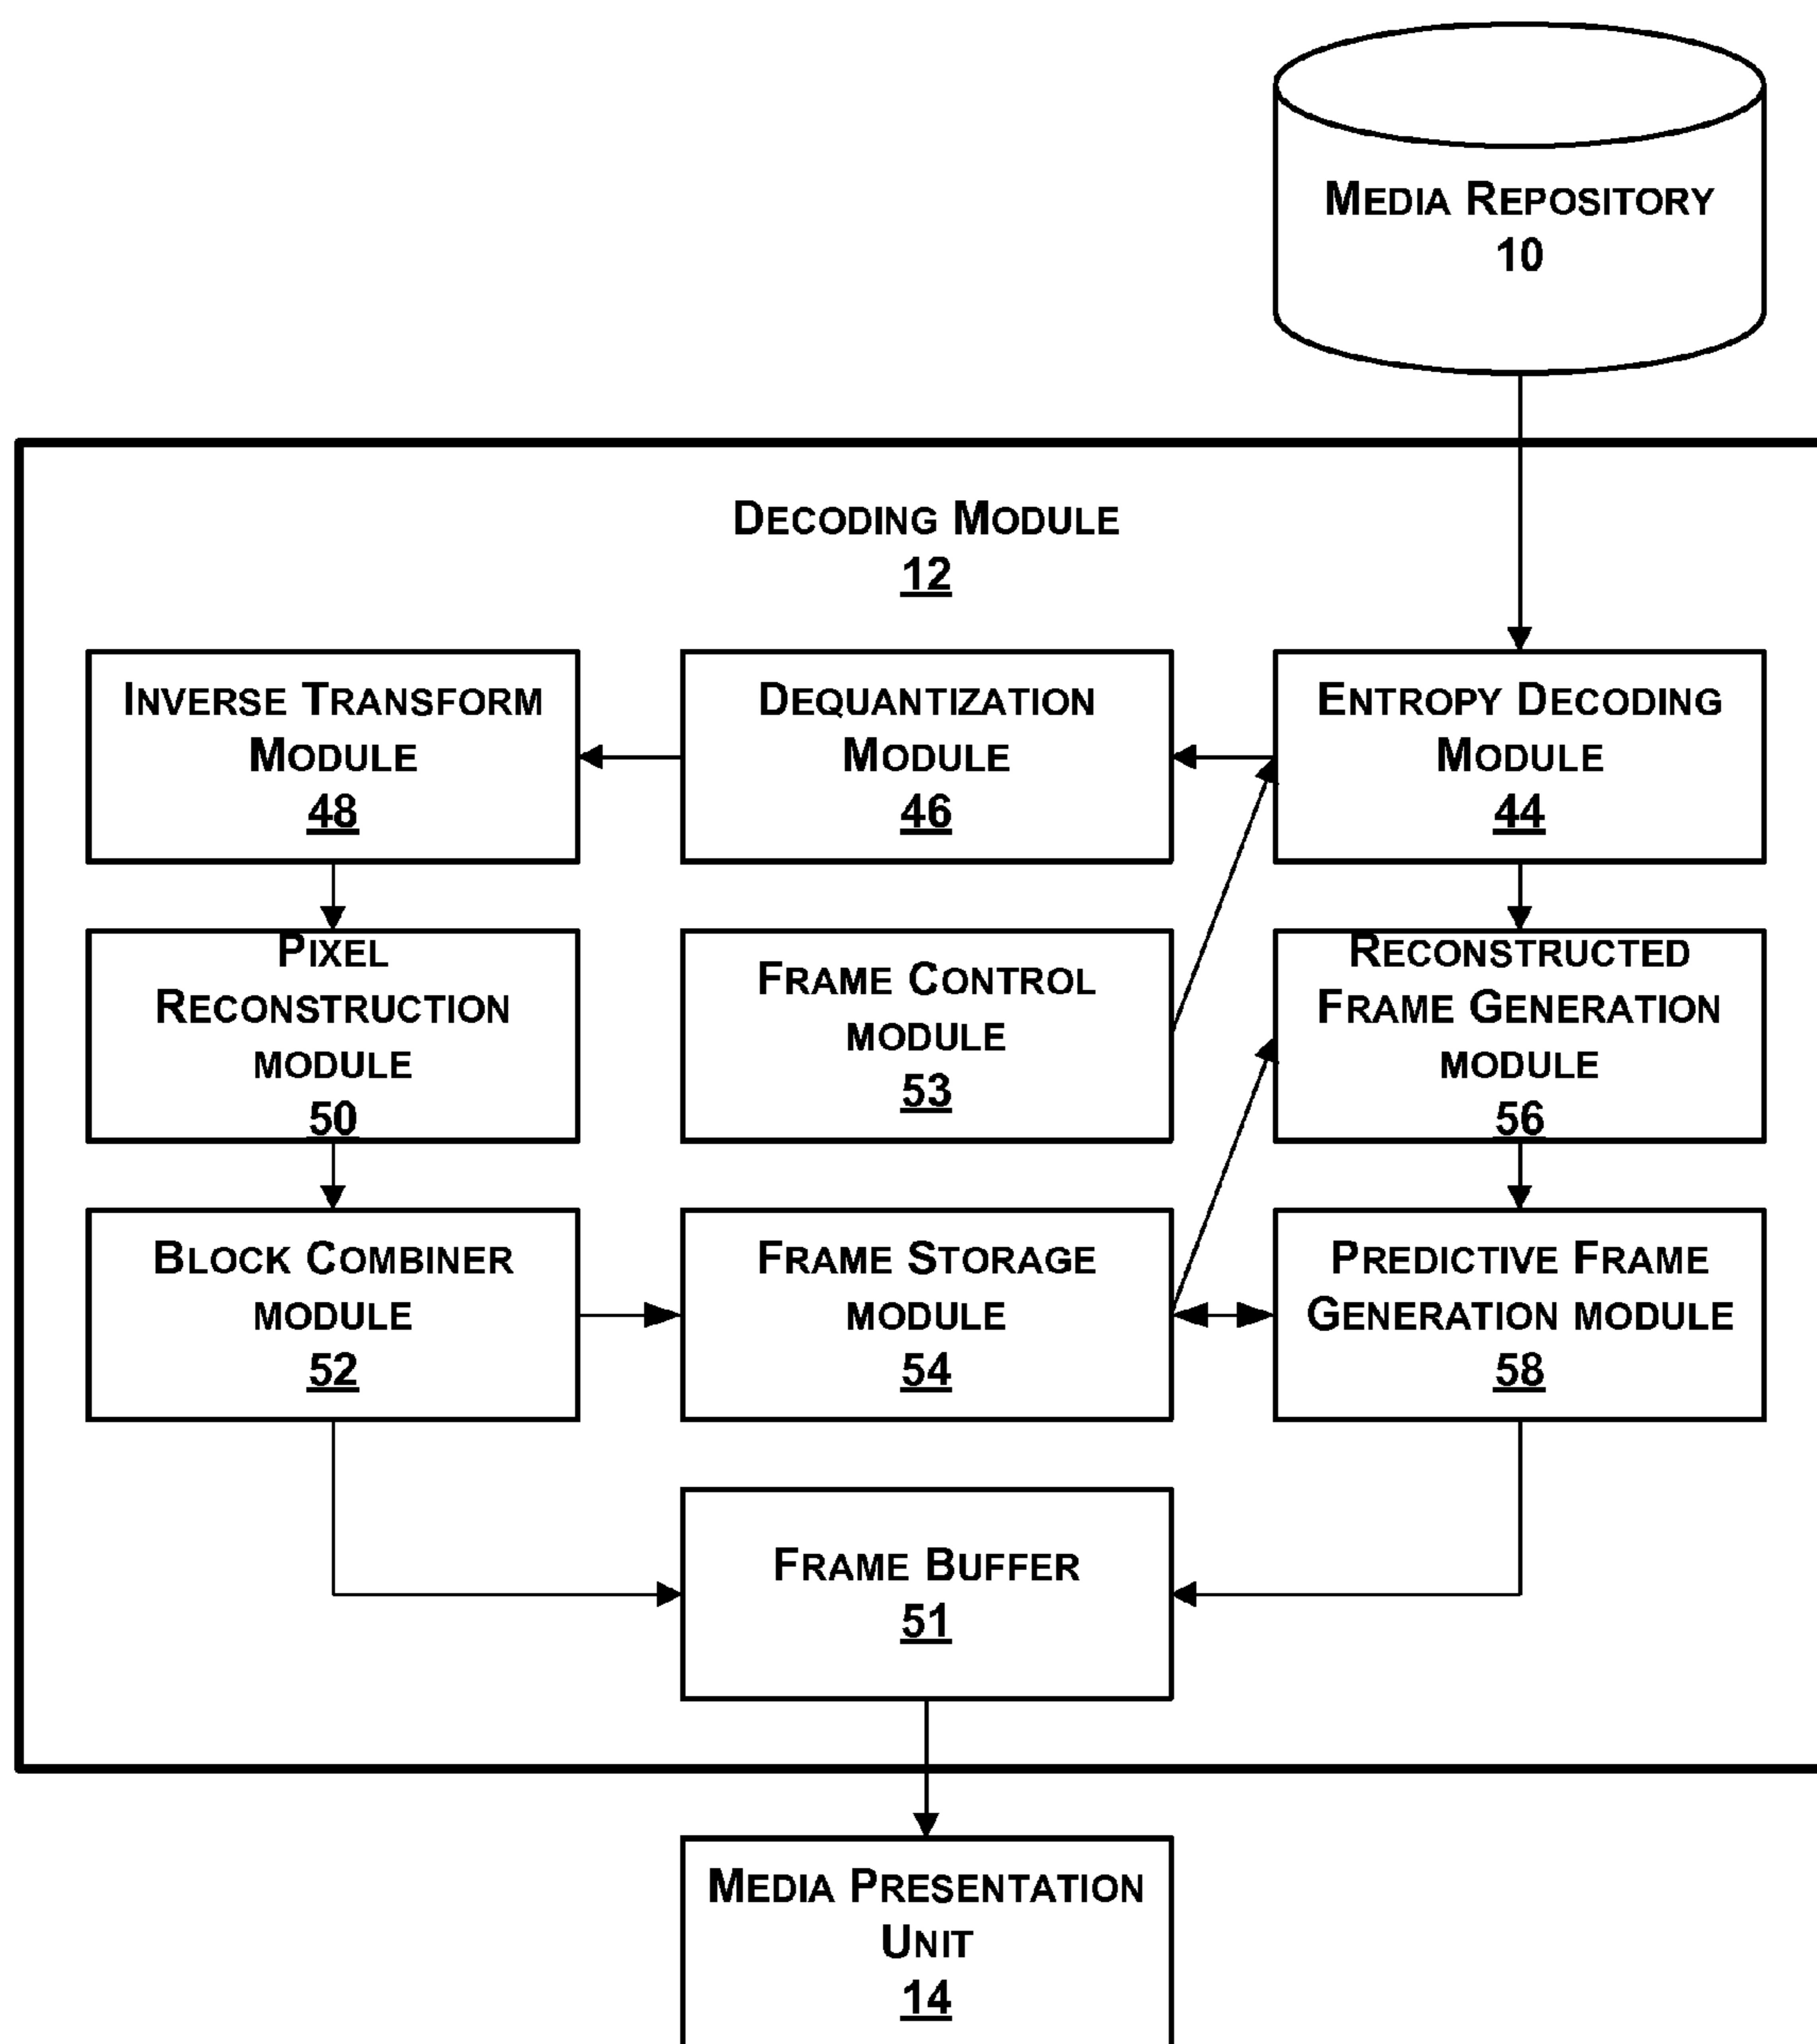 MEDIA REPOSITORY
10
DECODING MODULE
12
INVERSE TRANSFORM
MODULE
48
DEQUANTIZATION
MODULE
46
ENTROPY DECODING
MODULE
44
PIXEL
RECONSTRUCTION
MODULE
50
FRAME CONTROL
MODULE
53
RECONSTRUCTED
FRAME GENERATION
MODULE
56
BLOCK COMBINER
MODULE
52
FRAME STORAGE
MODULE
54
PREDICTIVE FRAME
GENERATION MODULE
58
FRAME BUFFER
51
MEDIA PRESENTATION
UNIT
14